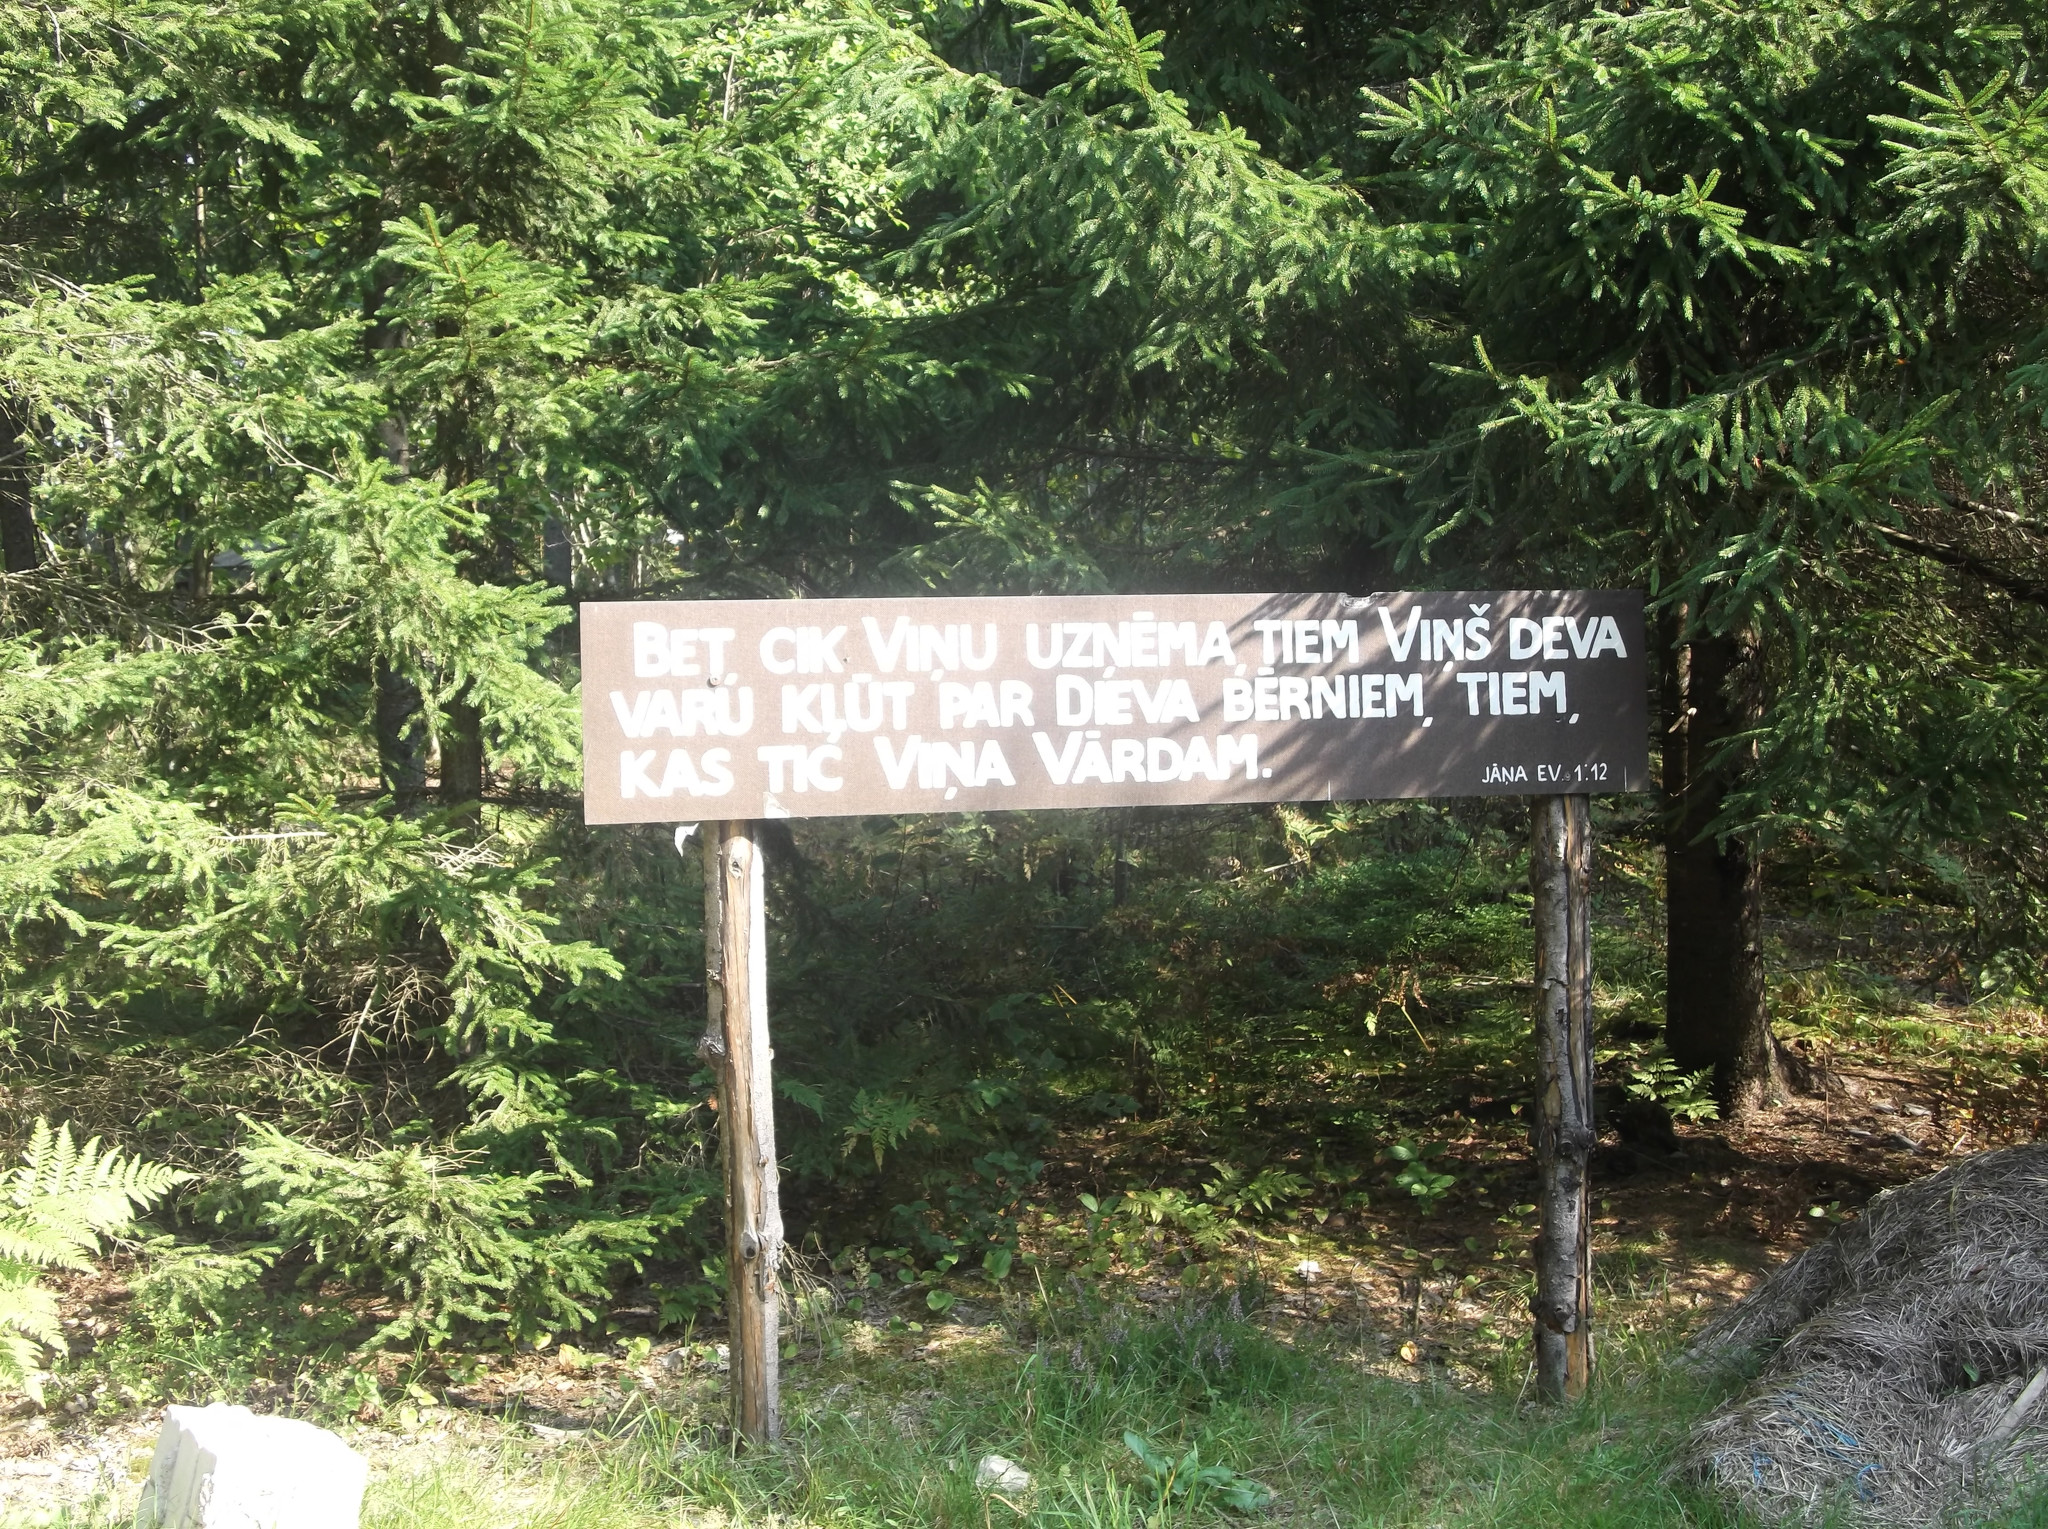 BET, CIK VIŅU UZŅĒMA, TIEM VIŅŠ DEVA
VARU KĻŪT PAR DIEVA BĒRNIEM, TIEM,
KAS TIC VIŅA VĀRDAM.
JĀŅA EV. 1:12